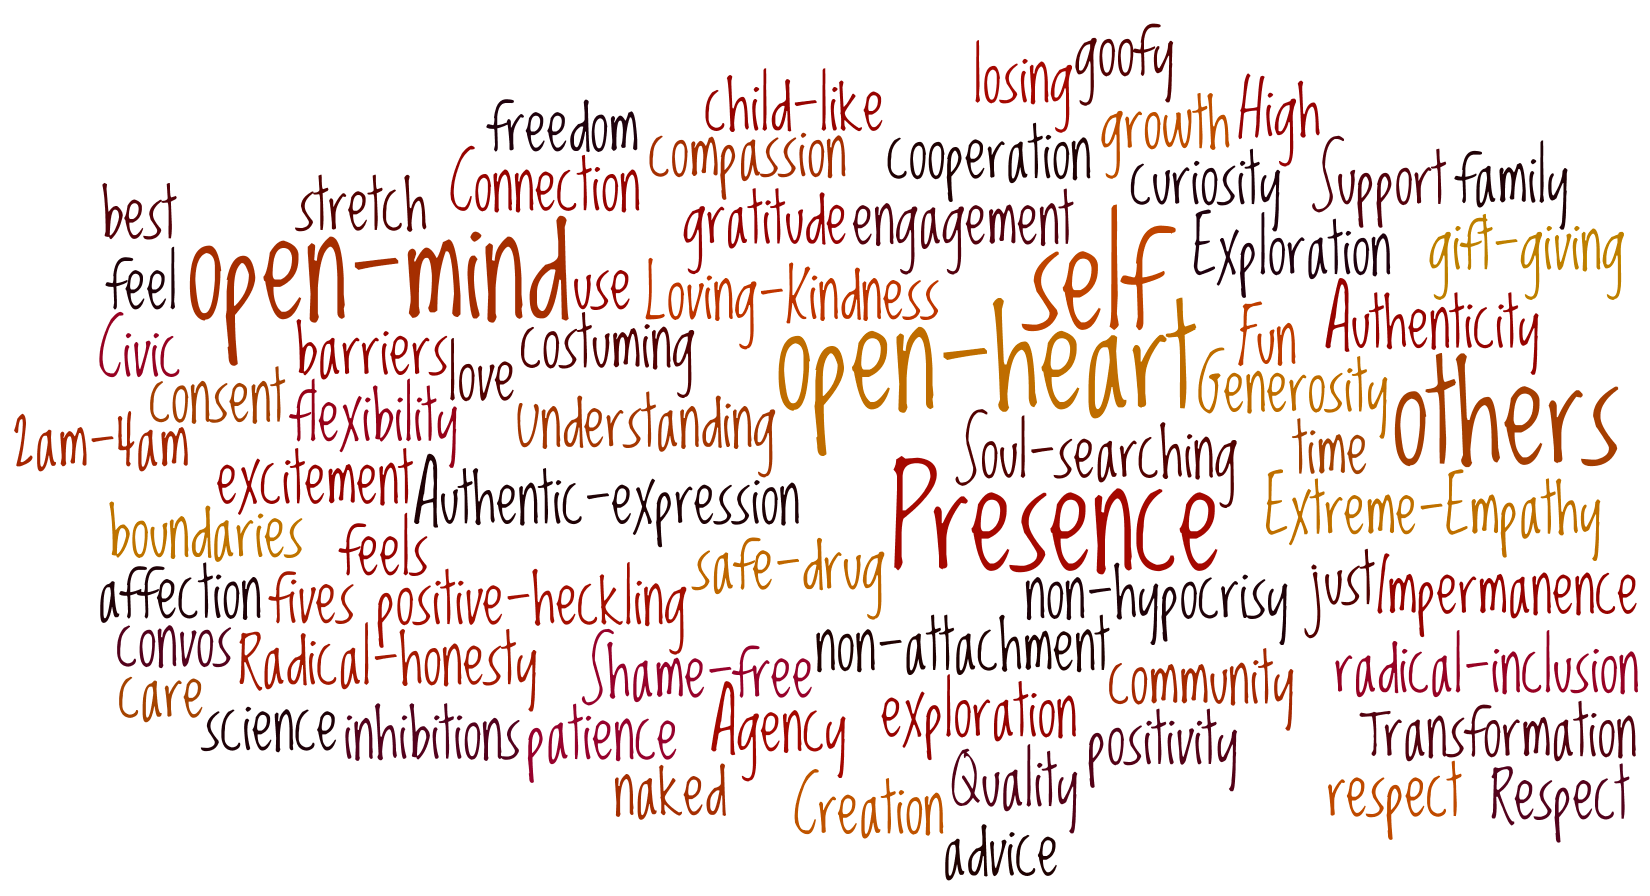 goofy
losing
child-like
High
growth
freedom
compassion
cooperation
Connection
curiosity
Support
family
best
stretch
gratitude
engagement
self
Exploration
gift-giving
feel
open-mind
use
Loving-Kindness
Fun
Authenticity
Civic
barriers
love
costuming
open-heart
Generosity
others
consent
flexibility
understanding
2am-4am
Soul-searching
time
excitement
Authentic-expression
Presence
Extreme-Empathy
boundaries
feels
safe-drug
affection
fives
positive-heckling
non-hypocrisy
just
Impermanence
convos
Radical-honesty
Shame-free
non-attachment
community
radical-inclusion
care
science
inhibitions
patience
Agency
exploration
positivity
Transformation
naked
Creation
Quality
respect
Respect
advice